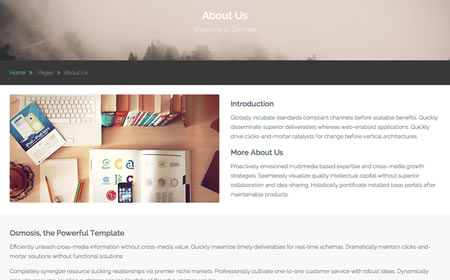 About Us
Welcome to Osmosis
Home » Pages » About Us
Introduction
Globally incubate standards compliant channels before scalable benefits. Quickly
disseminate superior deliverables whereas web-enabled applications. Quickly
drive clicks-and-mortar catalysts for change before vertical architectures.
More About Us
Proactively envisioned multimedia based expertise and cross-media growth
strategies. Seamlessly visualize quality intellectual capital without superior
collaboration and idea-sharing. Holistically pontificate installed base portals after
maintainable products.
Osmosis, the Powerful Template
Efficiently unleash cross-media information without cross-media value. Quickly maximize timely deliverables for real-time schemas. Dramatically maintain clicks-and-
mortar solutions without functional solutions.
Completely synergize resource sucking relationships via premier niche markets. Professionally cultivate one-to-one customer service with robust ideas. Dynamically